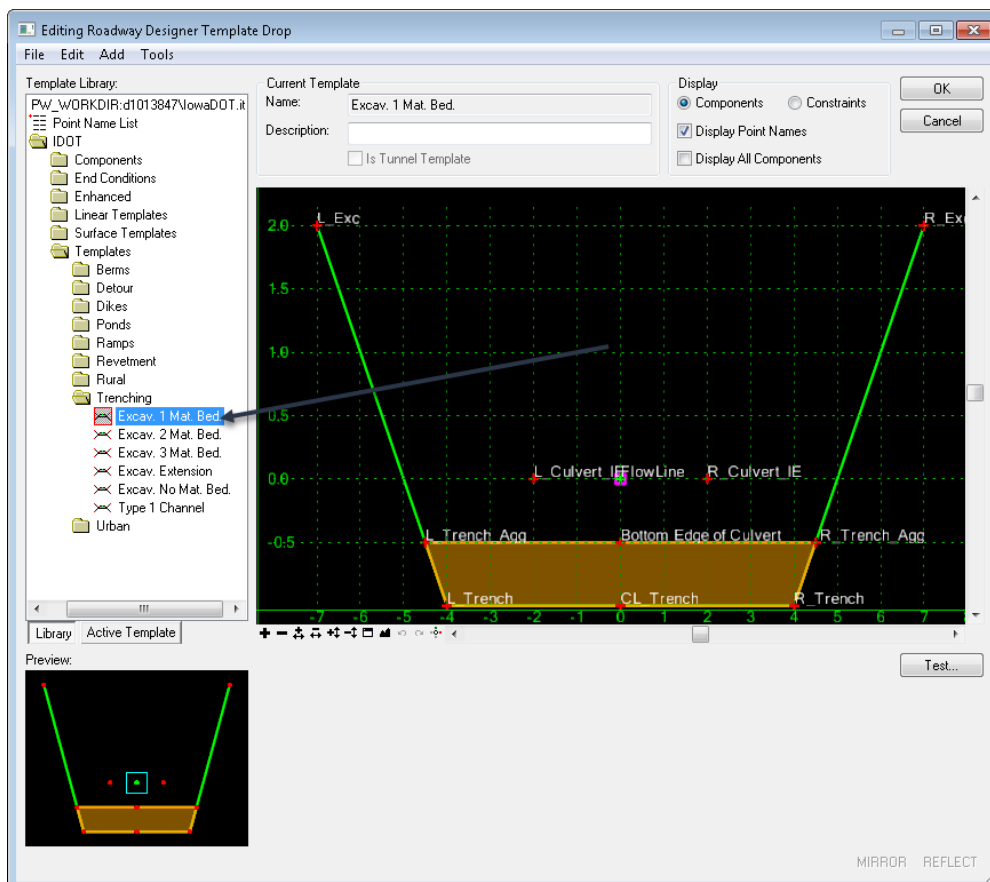 Editing Roadway Designer Template Drop
File Edit Add Tools
Template Library:
PW_WORKDIR:d1013847\IowaDOT.it
Point Name List
IDOT
Components
End Conditions
Enhanced
Linear Templates
Surface Templates
Templates
Berms
Detour
Dikes
Ponds
Ramps
Revetment
Rural
Trenching
Excav. 1 Mat. Bed.
Excav. 2 Mat. Bed.
Excav. 3 Mat. Bed.
Excav. Extension
Excav. No Mat. Bed.
Type 1 Channel
Urban
Library Active Template
Current Template
Name: Excav. 1 Mat. Bed.
Description:
Is Tunnel Template
Display
Components Constraints
Display Point Names
Display All Components
OK
Cancel
2.0 L_Exc R_Exc
1.5
1.0
0.5
0.0 L_Culvert_IE FlowLine R_Culvert_IE
-0.5 L_Trench_Agg Bottom Edge of Culvert R_Trench_Agg
L_Trench CL_Trench R_Trench
-7 -6 -5 -4 -3 -2 -1 0 1 2 3 4 5 6 7
Preview:
Test...
MIRROR REFLECT